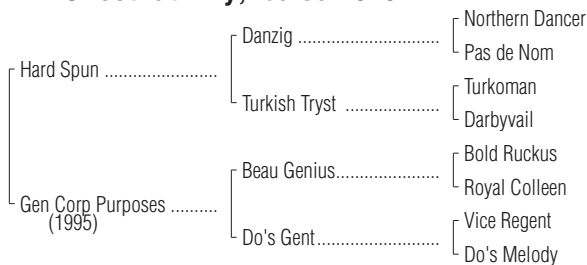 Northern Dancer
Danzig ..................................
Pas de Nom
Hard Spun ...........................
Turkoman
Turkish Tryst .......................
Darbyvail
Bold Ruckus
Beau Genius.........................
Royal Colleen
Gen Corp Purposes ...........
(1995)
Vice Regent
Do's Gent..............................
Do's Melody